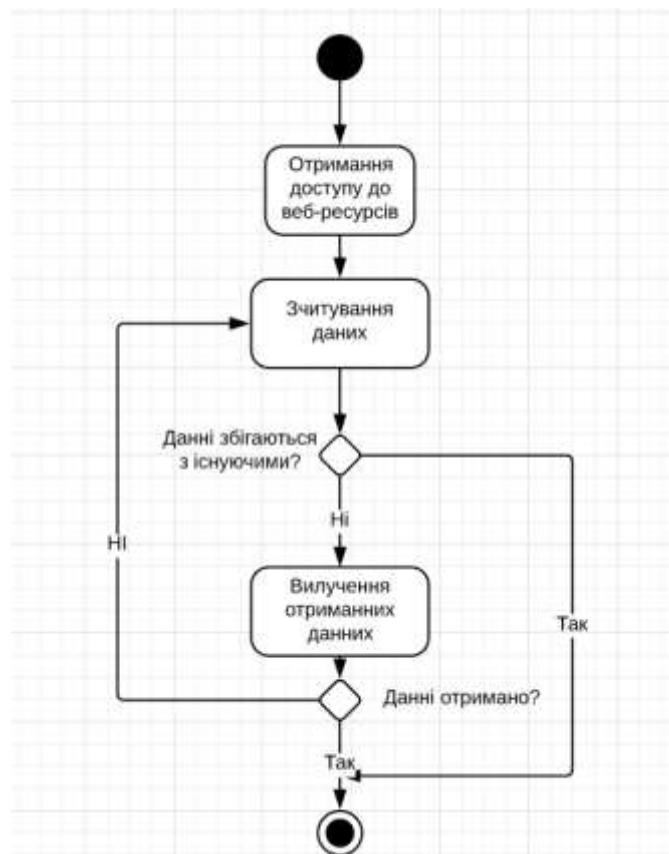 Отримання
доступу до
веб-ресурсів
Зчитування
даних
Данні збігаються
з існуючими?
Ні
НІ
Вилучення
отриманних
данних
Так
Данні отримано?
Так